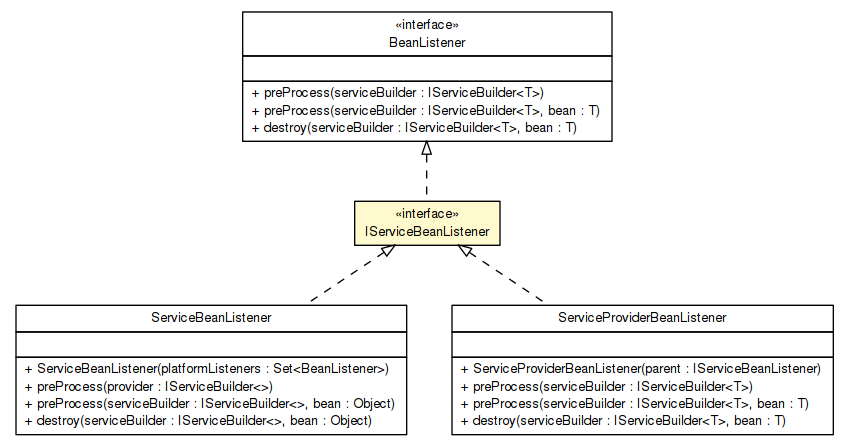 «interface»
BeanListener
+ preProcess(serviceBuilder : IServiceBuilder<T>)
+ preProcess(serviceBuilder : IServiceBuilder<T>, bean : T)
+ destroy(serviceBuilder : IServiceBuilder<T>, bean : T)
«interface»
IServiceBeanListener
ServiceBeanListener
+ ServiceBeanListener(platformListeners : Set<BeanListener>)
+ preProcess(provider : IServiceBuilder<>)
+ preProcess(serviceBuilder : IServiceBuilder<>, bean : Object)
+ destroy(serviceBuilder : IServiceBuilder<>, bean : Object)
ServiceProviderBeanListener
+ ServiceProviderBeanListener(parent : IServiceBeanListener)
+ preProcess(serviceBuilder : IServiceBuilder<T>)
+ preProcess(serviceBuilder : IServiceBuilder<T>, bean : T)
+ destroy(serviceBuilder : IServiceBuilder<T>, bean : T)